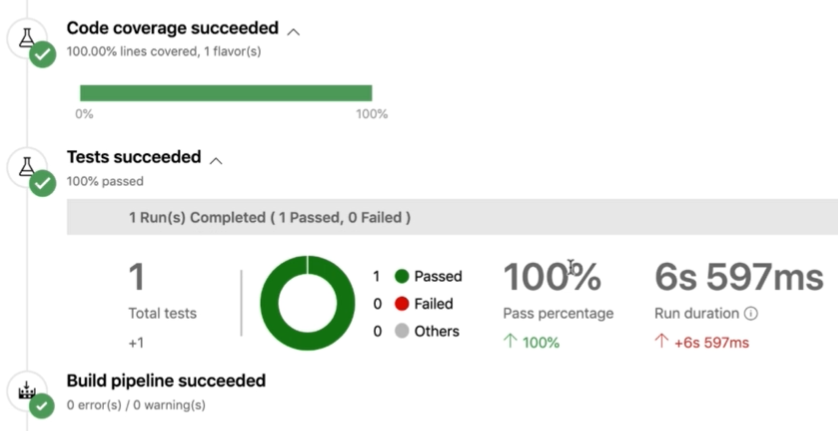 Code coverage succeeded
100.00% lines covered, 1 flavor(s)
0% 100%
Tests succeeded
100% passed
1 Run(s) Completed ( 1 Passed, 0 Failed )
1
Total tests
+1
1 Passed
0 Failed
0 Others
100%
Pass percentage
100%
6s 597ms
Run duration
+6s 597ms
Build pipeline succeeded
0 error(s) / 0 warning(s)